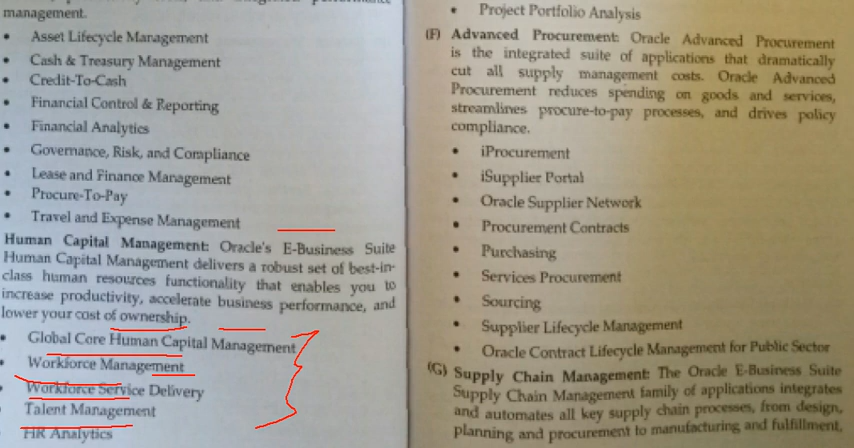 management.
• Asset Lifecycle Management
• Cash & Treasury Management
• Credit-To-Cash
• Financial Control & Reporting
• Financial Analytics
• Governance, Risk, and Compliance
• Lease and Finance Management
• Procure-To-Pay
• Travel and Expense Management
Human Capital Management: Oracle's E-Business Suite
Human Capital Management delivers a robust set of best-in-
class human resources functionality that enables you to
increase productivity, accelerate business performance, and
lower your cost of ownership.
• Global Core Human Capital Management
• Workforce Management
• Workforce Service Delivery
• Talent Management
HR Analytics
• Project Portfolio Analysis
(F) Advanced Procurement: Oracle Advanced Procurement
is the integrated suite of applications that dramatically
cut all supply management costs. Oracle Advanced
Procurement reduces spending on goods and services,
streamlines procure-to-pay processes, and drives policy
compliance.
• iProcurement
• iSupplier Portal
• Oracle Supplier Network
• Procurement Contracts
• Purchasing
• Services Procurement
• Sourcing
• Supplier Lifecycle Management
• Oracle Contract Lifecycle Management for Public Sector
(G) Supply Chain Management: The Oracle E-Business Suite
Supply Chain Management family of applications integrates
and automates all key supply chain processes, from design,
planning and procurement to manufacturing and fulfillment,